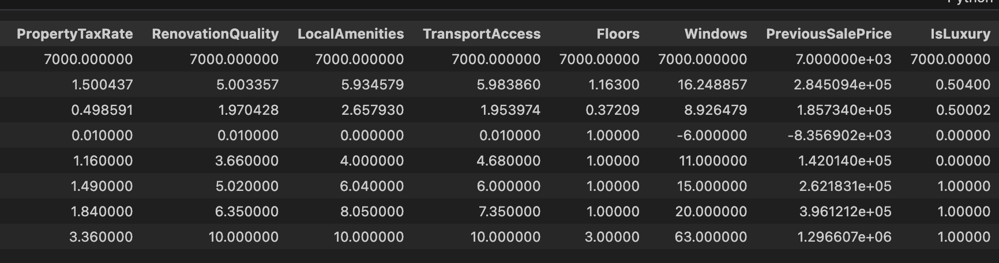 Python
PropertyTaxRate RenovationQuality LocalAmenities TransportAccess Floors Windows PreviousSalePrice IsLuxury
7000.000000 7000.000000 7000.000000 7000.000000 7000.00000 7000.000000 7.000000e+03 7000.00000
1.500437 5.003357 5.934579 5.983860 1.16300 16.248857 2.845094e+05 0.50400
0.498591 1.970428 2.657930 1.953974 0.37209 8.926479 1.857340e+05 0.50002
0.010000 0.010000 0.000000 0.010000 1.00000 -6.000000 -8.356902e+03 0.00000
1.160000 3.660000 4.000000 4.680000 1.00000 11.000000 1.420140e+05 0.00000
1.490000 5.020000 6.040000 6.000000 1.00000 15.000000 2.621831e+05 1.00000
1.840000 6.350000 8.050000 7.350000 1.00000 20.000000 3.961212e+05 1.00000
3.360000 10.000000 10.000000 10.000000 3.00000 63.000000 1.296607e+06 1.00000